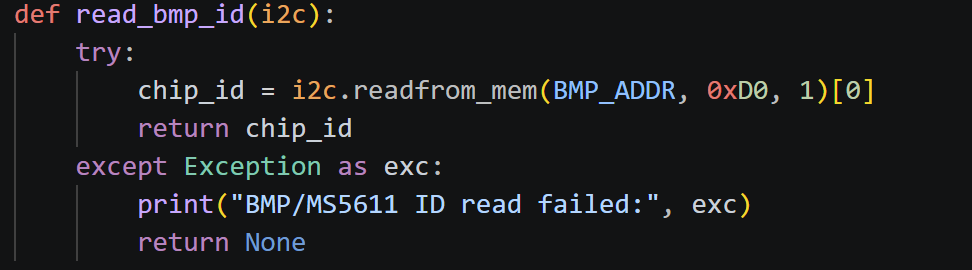 def read_bmp_id(i2c):
    try:
        chip_id = i2c.readfrom_mem(BMP_ADDR, 0xD0, 1)[0]
        return chip_id
    except Exception as exc:
        print("BMP/MS5611 ID read failed:", exc)
        return None